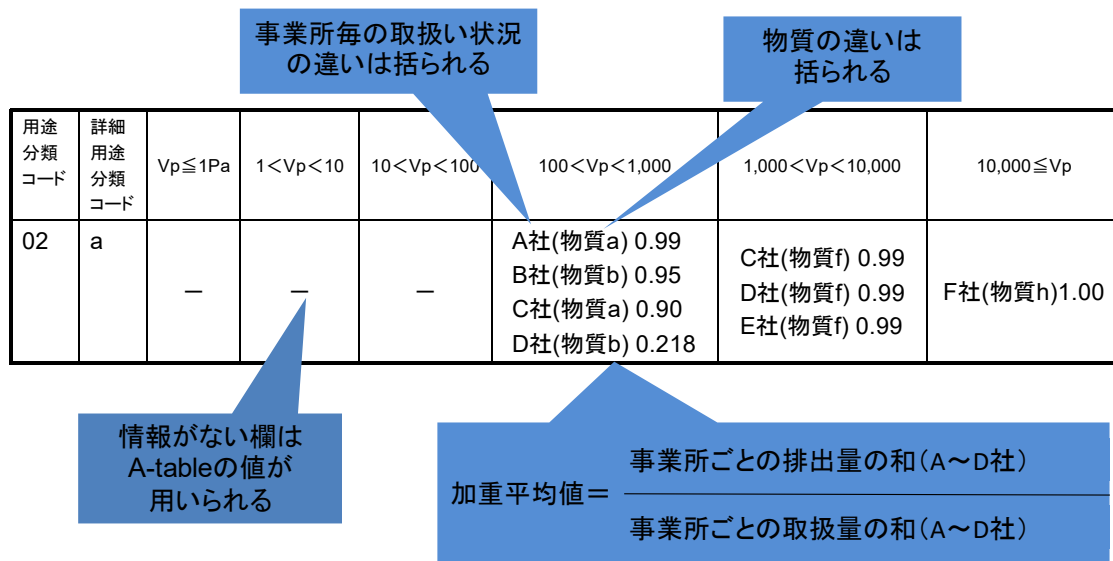 事業所毎の取扱い状況
の違いは括られる
物質の違いは
括られる
用途
分類
コード
詳細
用途
分類
コード
Vp≦1Pa
1<Vp<10
10<Vp<100
100<Vp<1,000
1,000<Vp<10,000
10,000≦Vp
02
a
－
－
－
A社(物質a) 0.99
B社(物質b) 0.95
C社(物質a) 0.90
D社(物質b) 0.218
C社(物質f) 0.99
D社(物質f) 0.99
E社(物質f) 0.99
F社(物質h)1.00
情報がない欄は
A-tableの値が
用いられる
加重平均値＝
事業所ごとの排出量の和(A～D社)
事業所ごとの取扱量の和(A～D社)